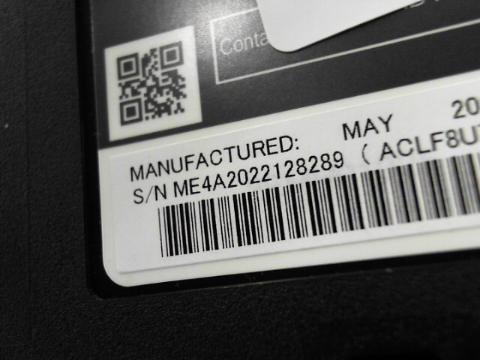 Conta
MANUFACTURED: MAY 20
S/N ME4A2022128289 ( ACLF8U